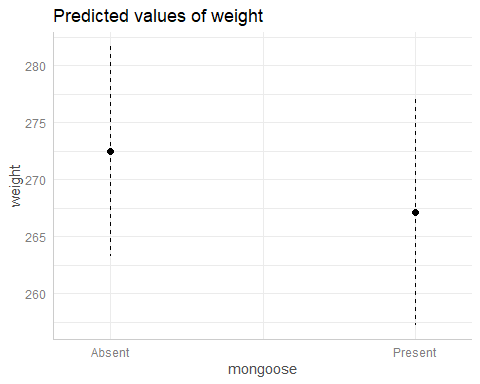 Predicted values of weight
280
275
270
265
260
weight
Absent
Present
mongoose